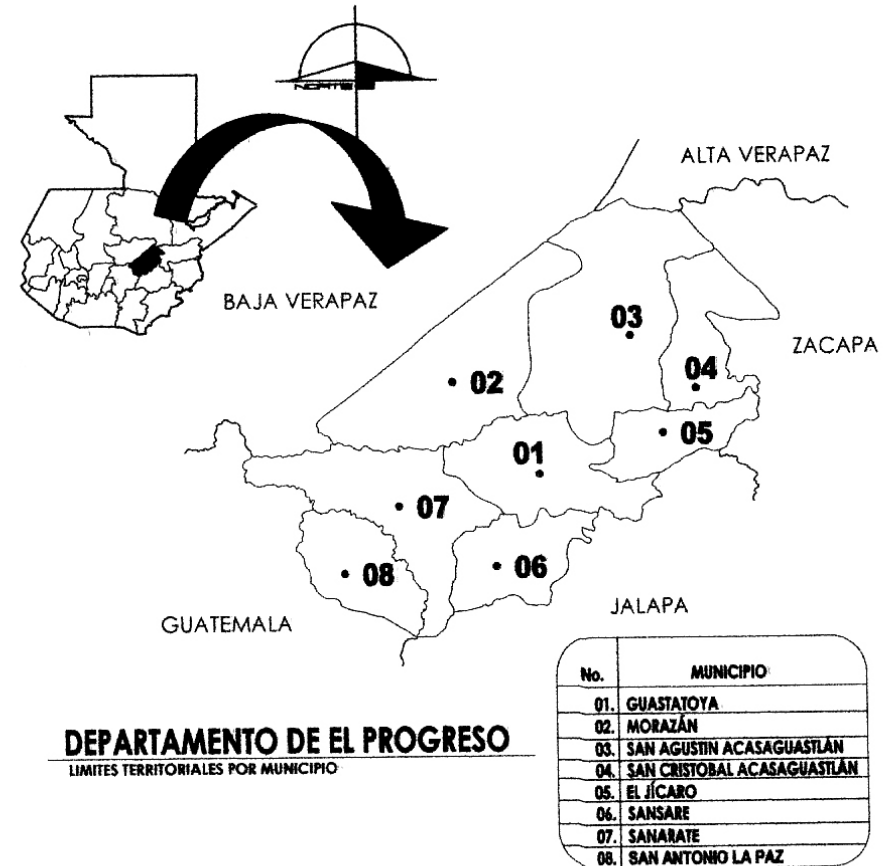 NORTE
ALTA VERAPAZ
BAJA VERAPAZ
03
ZACAPA
04
02
05
01
07
06
08
JALAPA
GUATEMALA
No. MUNICIPIO
01. GUASTATOYA
02. MORAZÁN
03. SAN AGUSTIN ACASAGUASTLÁN
04. SAN CRISTOBAL ACASAGUASTLÁN
05. EL JÍCARO
06. SANSARE
07. SANARATE
08. SAN ANTONIO LA PAZ
DEPARTAMENTO DE EL PROGRESO
LIMITES TERRITORIALES POR MUNICIPIO